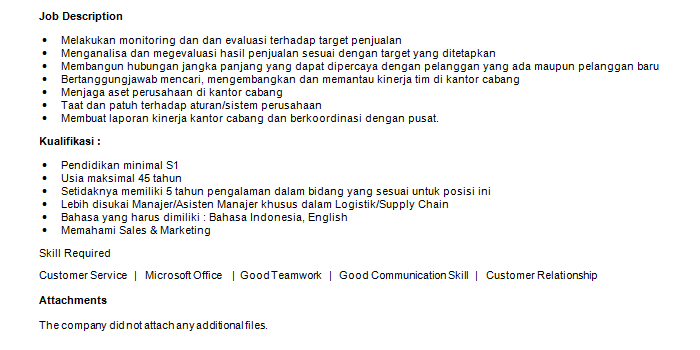 Job Description
• Melakukan monitoring dan dan evaluasi terhadap target penjualan
• Menganalisa dan megevaluasi hasil penjualan sesuai dengan target yang ditetapkan
• Membangun hubungan jangka panjang yang dapat dipercaya dengan pelanggan yang ada maupun pelanggan baru
• Bertanggungjawab mencari, mengembangkan dan memantau kinerja tim di kantor cabang
• Menjaga aset perusahaan di kantor cabang
• Taat dan patuh terhadap aturan/sistem perusahaan
• Membuat laporan kinerja kantor cabang dan berkoordinasi dengan pusat.
Kualifikasi :
• Pendidikan minimal S1
• Usia maksimal 45 tahun
• Setidaknya memiliki 5 tahun pengalaman dalam bidang yang sesuai untuk posisi ini
• Lebih disukai Manajer/Asisten Manajer khusus dalam Logistik/Supply Chain
• Bahasa yang harus dimiliki : Bahasa Indonesia, English
• Memahami Sales & Marketing
Skill Required
Customer Service | Microsoft Office | Good Teamwork | Good Communication Skill | Customer Relationship
Attachments
The company did not attach any additional files.